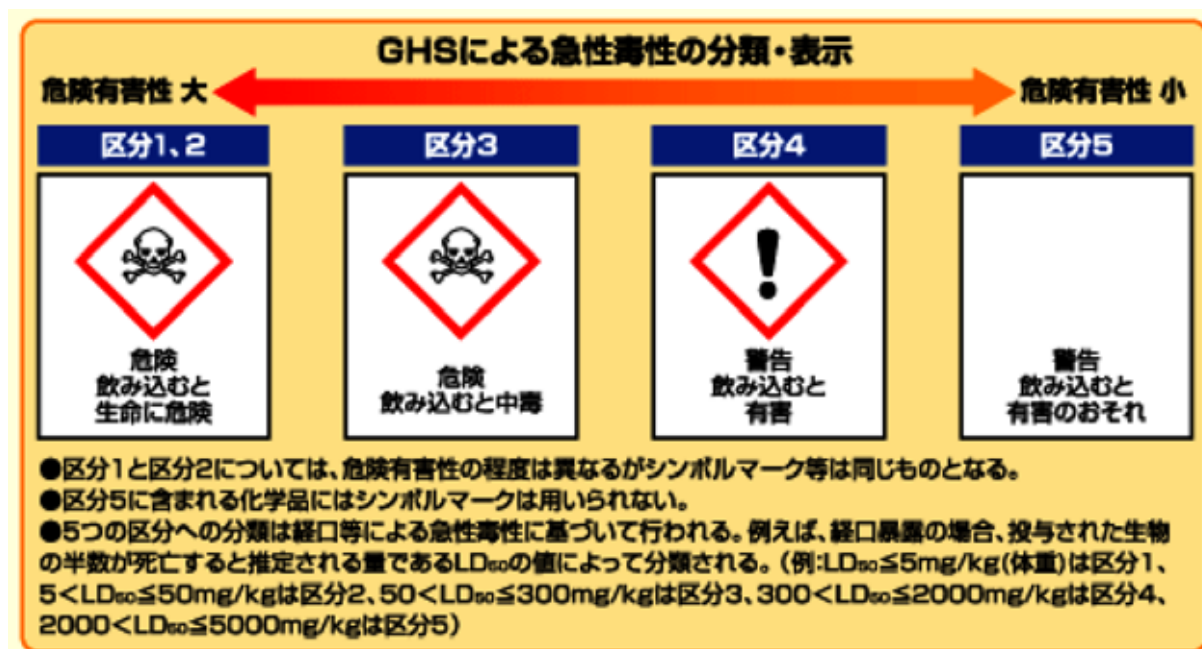 GHSによる急性毒性の分類・表示
危険有害性 大
危険有害性 小
区分1、2
区分3
区分4
区分5
危険
飲み込むと
生命に危険
危険
飲み込むと中毒
警告
飲み込むと
有害
警告
飲み込むと
有害のおそれ
●区分1と区分2については、危険有害性の程度は異なるがシンボルマーク等は同じものとなる。
●区分5に含まれる化学品にはシンボルマークは用いられない。
●5つの区分への分類は経口等による急性毒性に基づいて行われる。例えば、経口暴露の場合、投与された生物
の半数が死亡すると推定される量であるLD₅₀の値によって分類される。(例:LD₅₀≦5mg/kg(体重)は区分1、
5<LD₅₀≦50mg/kgは区分2、50<LD₅₀≦300mg/kgは区分3、300<LD₅₀≦2000mg/kgは区分4、
2000<LD₅₀≦5000mg/kgは区分5)